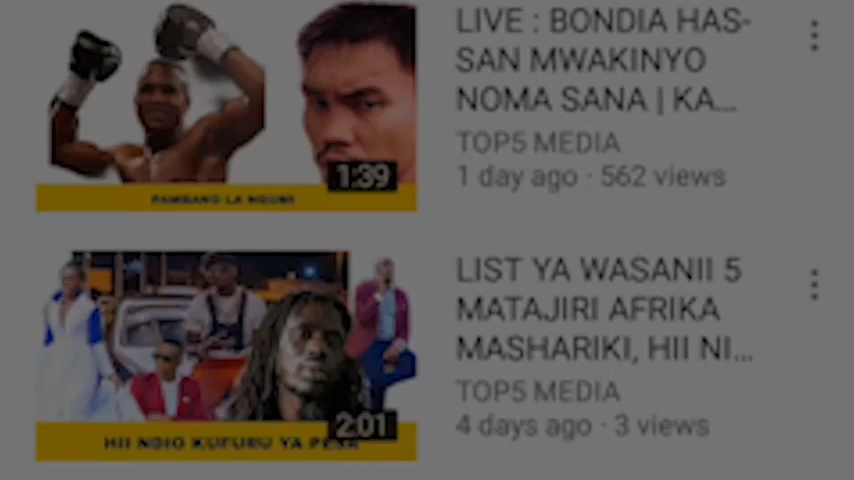 LIVE : BONDIA HAS-
SAN MWAKINYO
NOMA SANA | KA...
TOP5 MEDIA
1 day ago · 562 views
1:39
PAMBANO LA NGUMI
LIST YA WASANII 5
MATAJIRI AFRIKA
MASHARIKI, HII NI...
TOP5 MEDIA
4 days ago · 3 views
2:01
HII NDIO KUFURU YA PESA